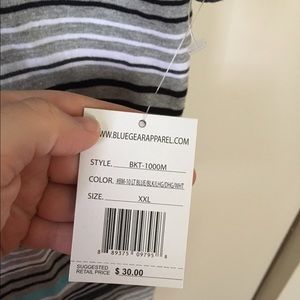 WWW.BLUEGEARAPPAREL.COM
STYLE: BKT-1000M
COLOR: #BM-10 LT BLUE/BLK/LHG/DHG/WHT
SIZE: XXL
8 89375 09795 8
SUGGESTED
RETAIL PRICE $ 30.00